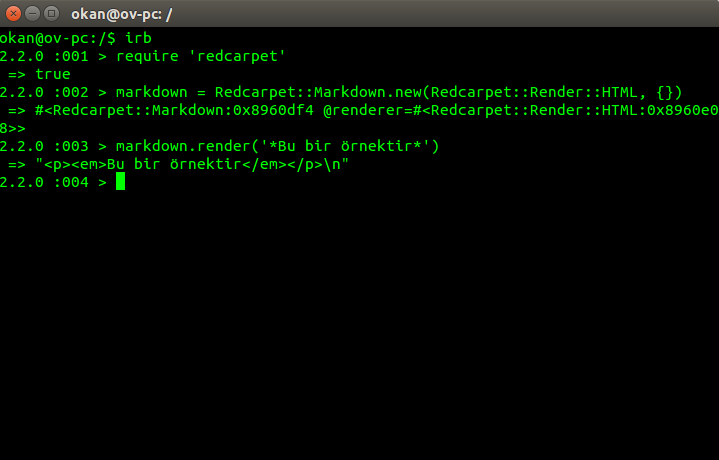 okan@ov-pc: /
okan@ov-pc:/$ irb
2.2.0 :001 > require 'redcarpet'
 => true
2.2.0 :002 > markdown = Redcarpet::Markdown.new(Redcarpet::Render::HTML, {})
 => #<Redcarpet::Markdown:0x8960df4 @renderer=#<Redcarpet::Render::HTML:0x8960e0
8>>
2.2.0 :003 > markdown.render('*Bu bir örnektir*')
 => "<p><em>Bu bir örnektir</em></p>\n"
2.2.0 :004 >